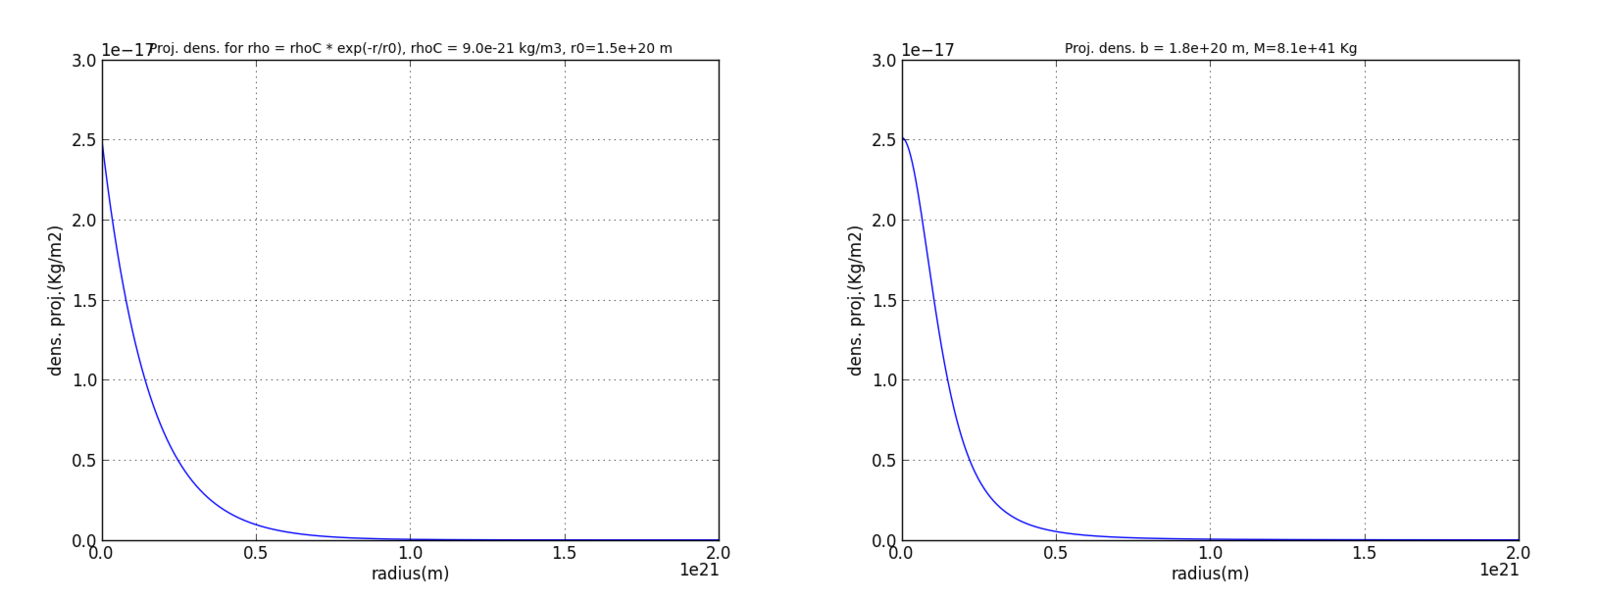 1e−17
Proj. dens. for rho = rhoC * exp(-r/r0), rhoC = 9.0e-21 kg/m3, r0=1.5e+20 m
3.0
2.5
2.0
1.5
1.0
0.5
0.0
dens. proj.(Kg/m2)
0.0 0.5 1.0 1.5 2.0
1e21
radius(m)
1e−17
Proj. dens. b = 1.8e+20 m, M=8.1e+41 Kg
3.0
2.5
2.0
1.5
1.0
0.5
0.0
dens. proj.(Kg/m2)
0.0 0.5 1.0 1.5 2.0
1e21
radius(m)